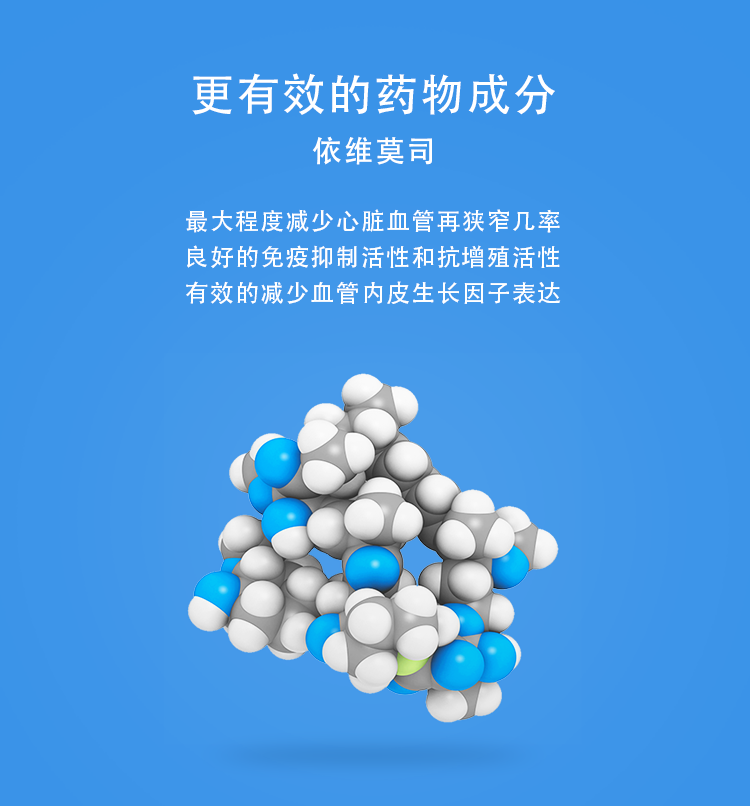 更有效的药物成分
依维莫司
最大程度减少心脏血管再狭窄几率
良好的免疫抑制活性和抗增殖活性
有效的减少血管内皮生长因子表达